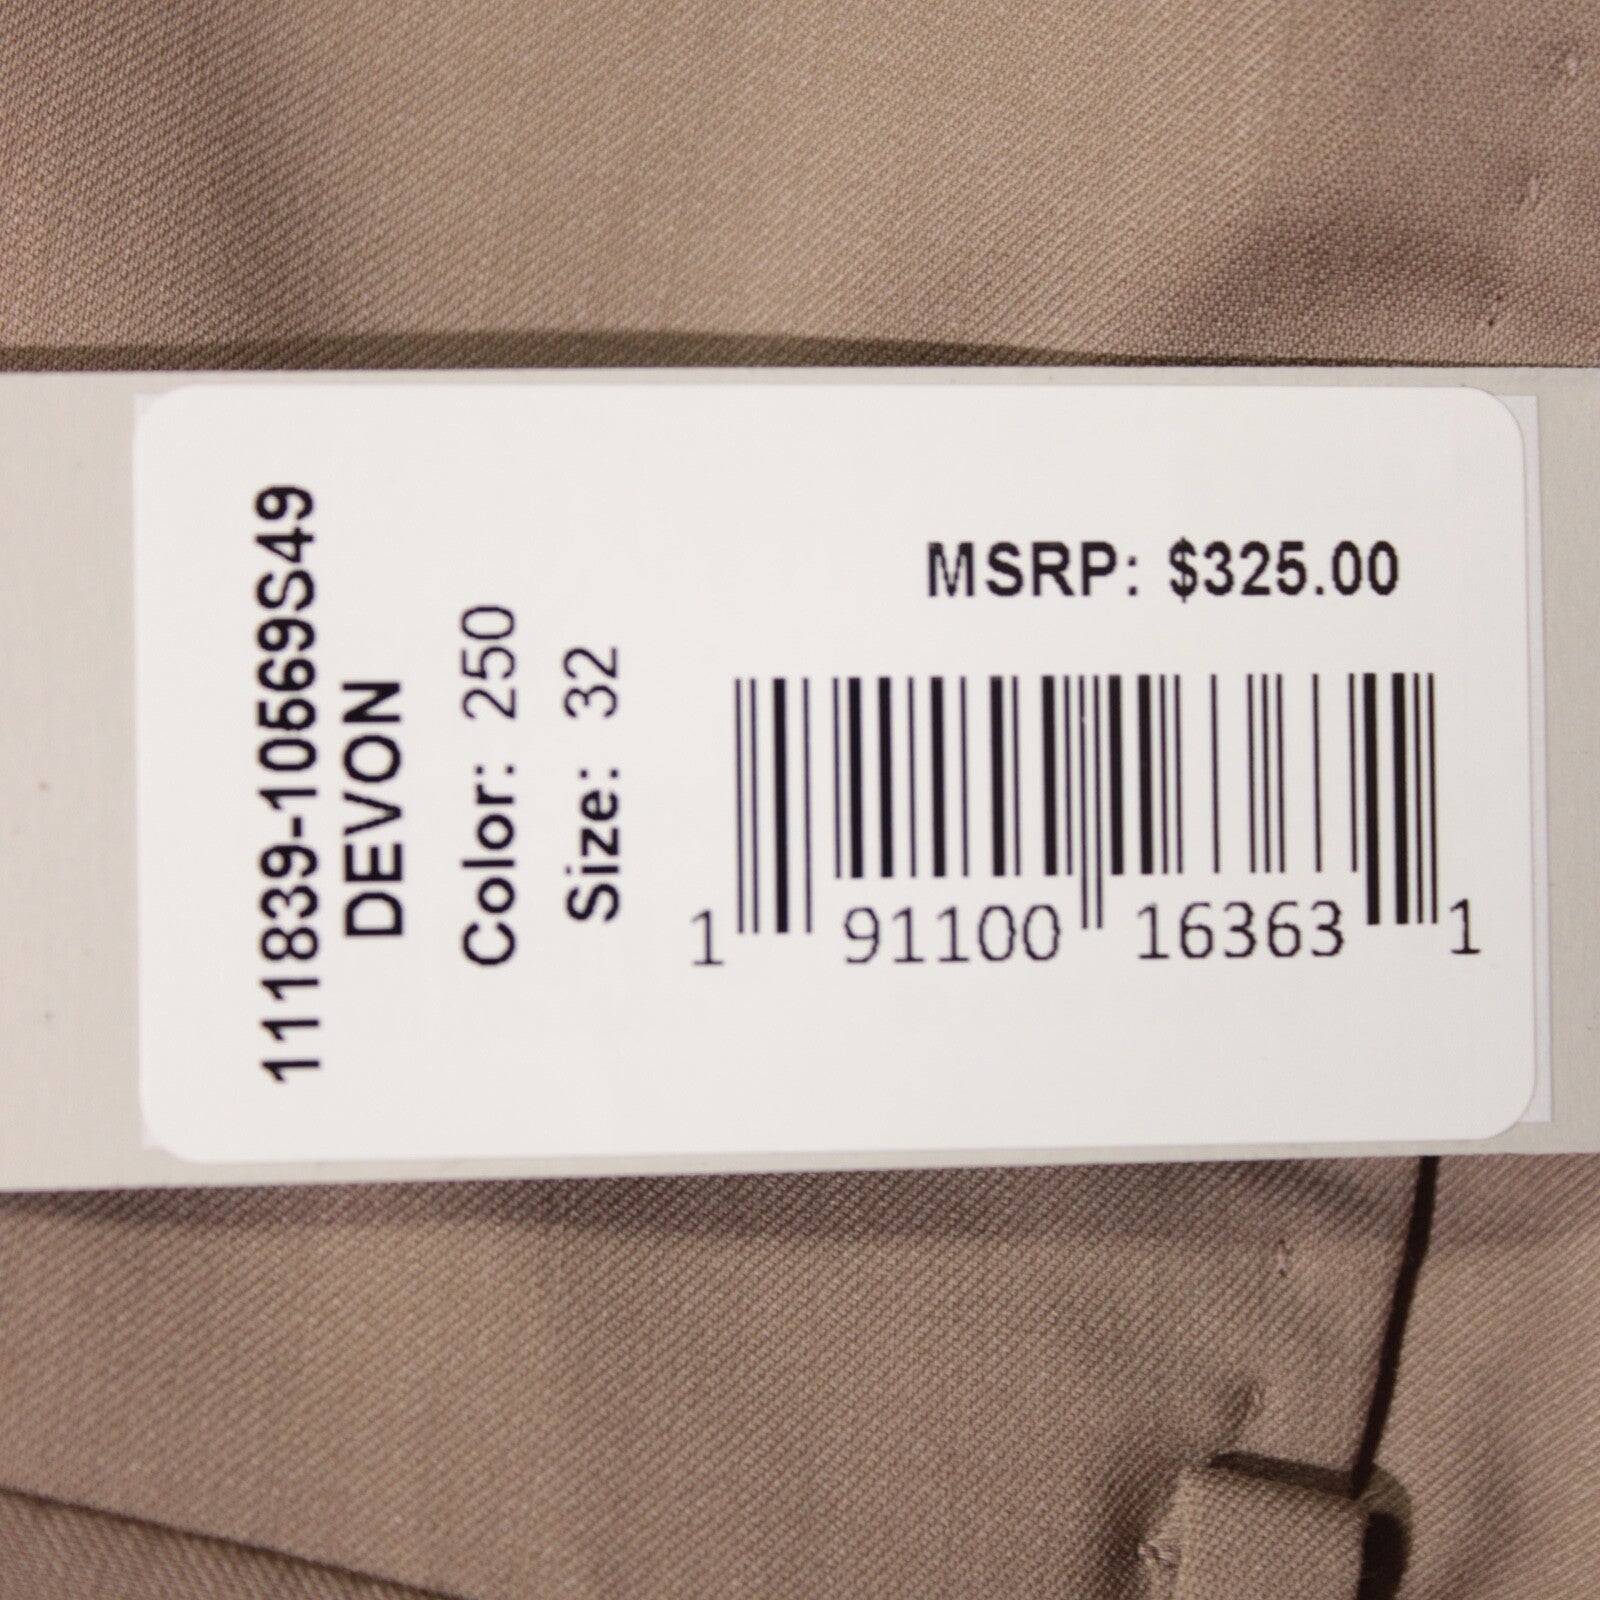 111839-10569S49
DEVON
Color: 250
Size: 32
MSRP: $325.00
1 91100 16363 1